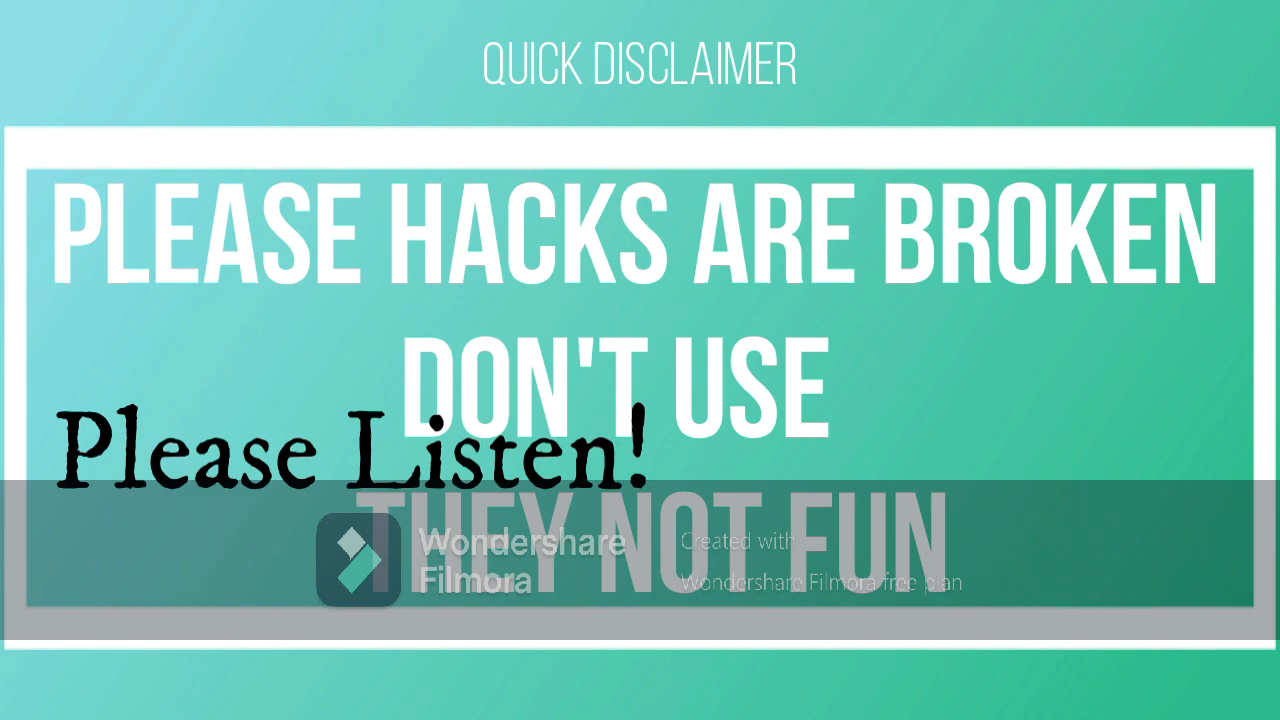 QUICK DISCLAIMER
PLEASE HACKS ARE BROKEN
DON'T USE
Please Listen!
THEY NOT FUN
Wondershare
Filmora
Created with
Wondershare Filmora free plan